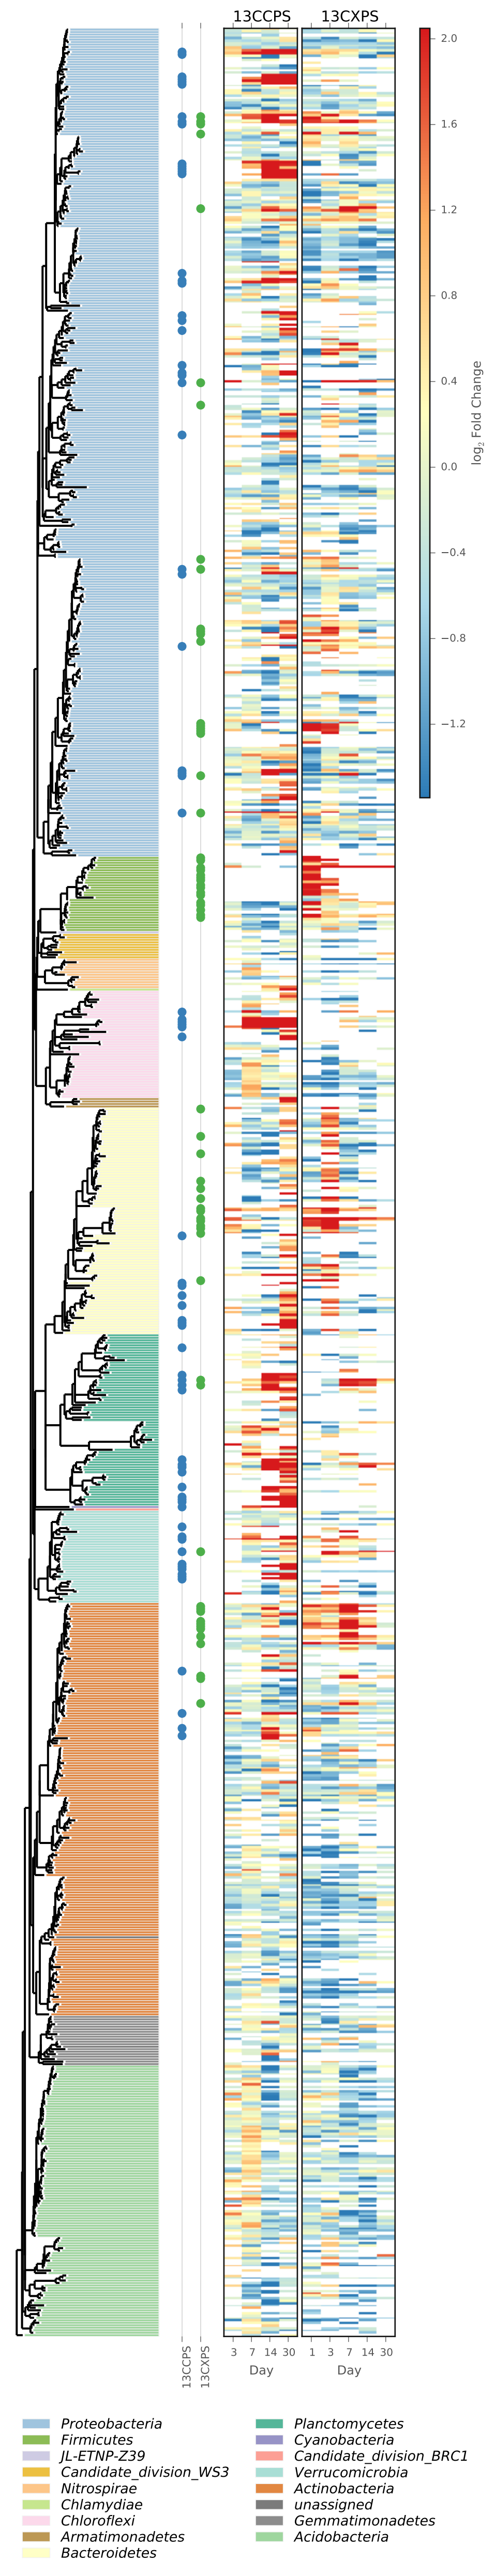 13CCPS 13CXPS
2.0
1.6
1.2
0.8
0.4
0.0
−0.4
−0.8
−1.2
log2 Fold Change
3 7 14 30 1 3 7 14 30
Day Day
13CCPS
13CXPS
Proteobacteria
Firmicutes
JL-ETNP-Z39
Candidate_division_WS3
Nitrospirae
Chlamydiae
Chloroflexi
Armatimonadetes
Bacteroidetes
Planctomycetes
Cyanobacteria
Candidate_division_BRC1
Verrucomicrobia
Actinobacteria
unassigned
Gemmatimonadetes
Acidobacteria